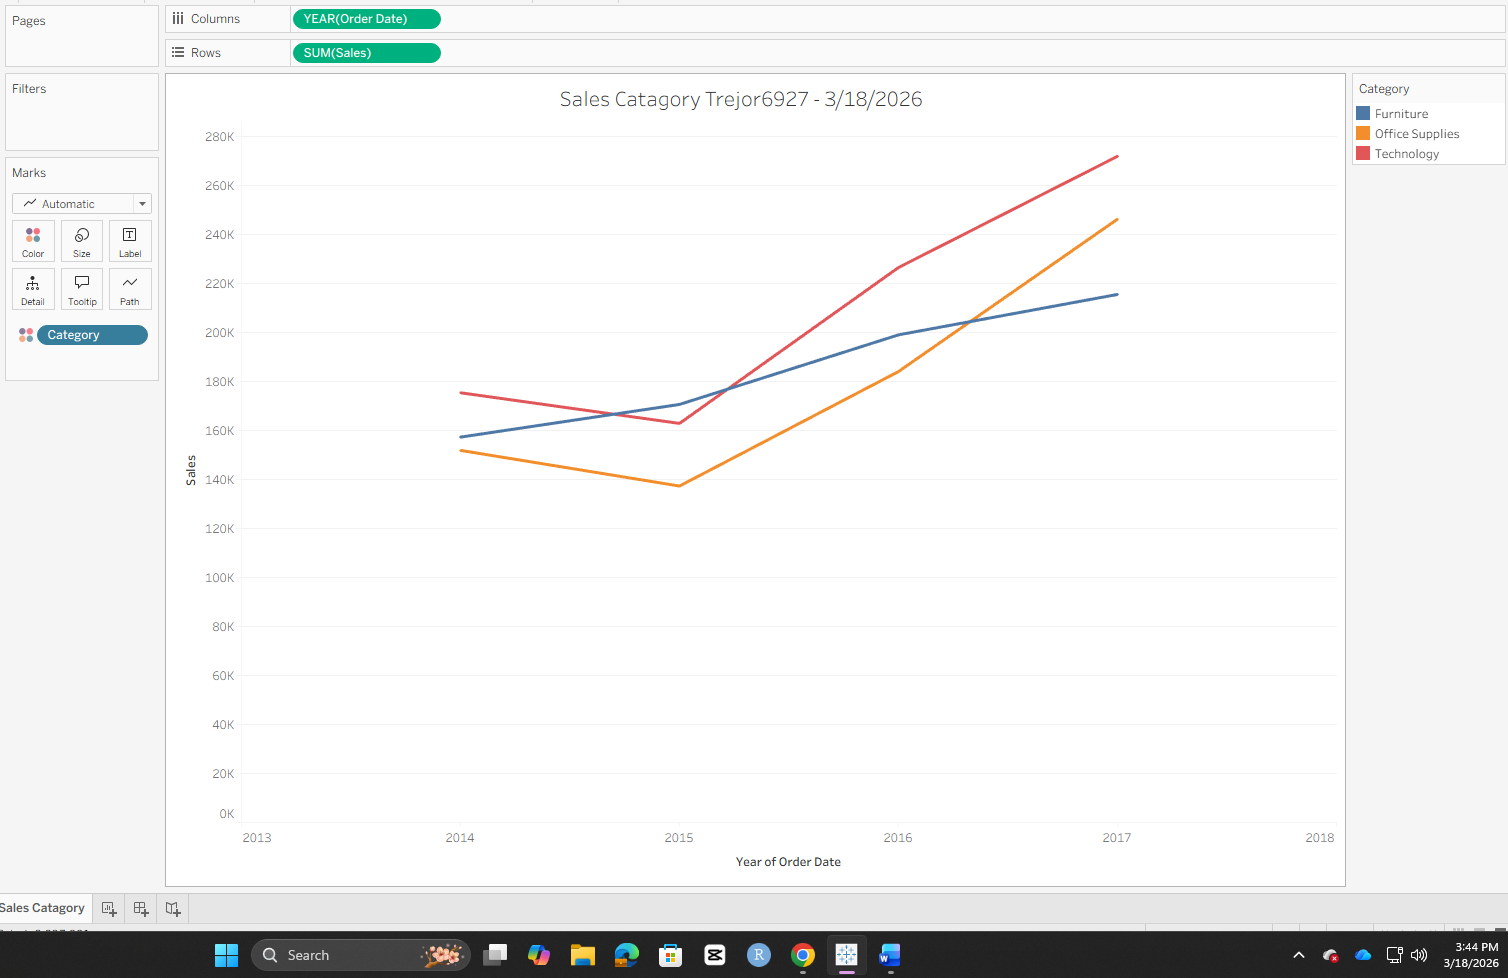 Pages
Columns
YEAR(Order Date)
Rows
SUM(Sales)
Filters
Marks
Automatic
Color
Size
Label
Detail
Tooltip
Path
Category
Sales Catagory Trejor6927 - 3/18/2026
280K
260K
240K
220K
200K
180K
160K
140K
120K
100K
80K
60K
40K
20K
0K
Sales
2013
2014
2015
2016
2017
2018
Year of Order Date
Category
Furniture
Office Supplies
Technology
Sales Catagory
Search
3:44 PM
3/18/2026